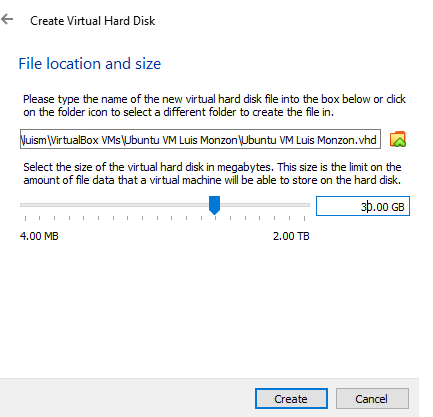 Create Virtual Hard Disk
File location and size
Please type the name of the new virtual hard disk file into the box below or click
on the folder icon to select a different folder to create the file in.
\luism\VirtualBox VMs\Ubuntu VM Luis Monzon\Ubuntu VM Luis Monzon.vhd
Select the size of the virtual hard disk in megabytes. This size is the limit on the
amount of file data that a virtual machine will be able to store on the hard disk.
30.00 GB
4.00 MB 2.00 TB
Create Cancel